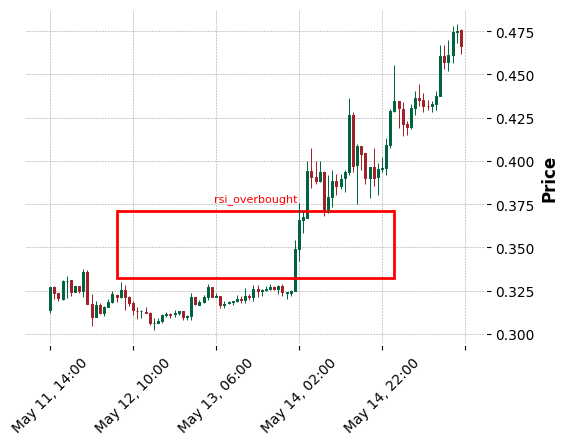 0.475
0.450
0.425
0.400
0.375
0.350
0.325
0.300
Price
rsi_overbought
May 11, 14:00
May 12, 10:00
May 13, 06:00
May 14, 02:00
May 14, 22:00